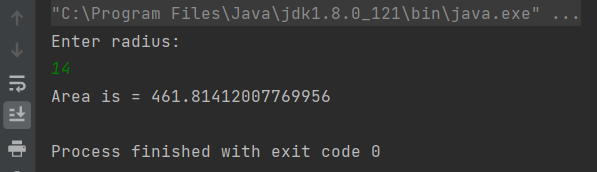 "C:\Program Files\Java\jdk1.8.0_121\bin\java.exe" ...
Enter radius:
14
Area is = 461.81412007769956
Process finished with exit code 0